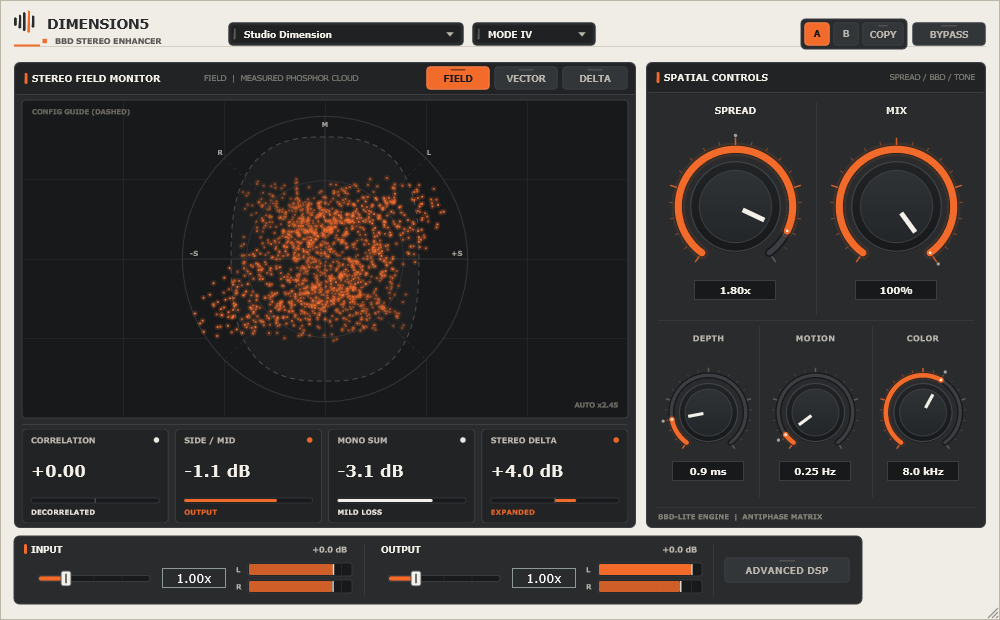 DIMENSION5
BBD STEREO ENHANCER
Studio Dimension
MODE IV
A B COPY
BYPASS
STEREO FIELD MONITOR
FIELD | MEASURED PHOSPHOR CLOUD
FIELD VECTOR DELTA
CONFIG GUIDE (DASHED)
M
R L
-S +S
AUTO x2.45
CORRELATION
+0.00
DECORRELATED
SIDE / MID
-1.1 dB
OUTPUT
MONO SUM
-3.1 dB
MILD LOSS
STEREO DELTA
+4.0 dB
EXPANDED
SPATIAL CONTROLS
SPREAD / BBD / TONE
SPREAD MIX
1.80x 100%
DEPTH MOTION COLOR
0.9 ms 0.25 Hz 8.0 kHz
BBD-LITE ENGINE | ANTIPHASE MATRIX
INPUT
+0.0 dB
1.00x
L
R
OUTPUT
+0.0 dB
1.00x
L
R
ADVANCED DSP